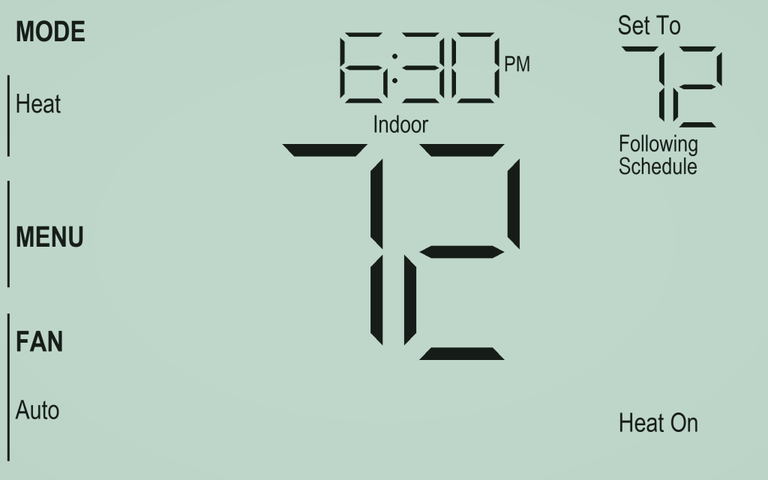 MODE
Heat
MENU
FAN
Auto
6:30 PM
Indoor
72
Set To
72
Following
Schedule
Heat On